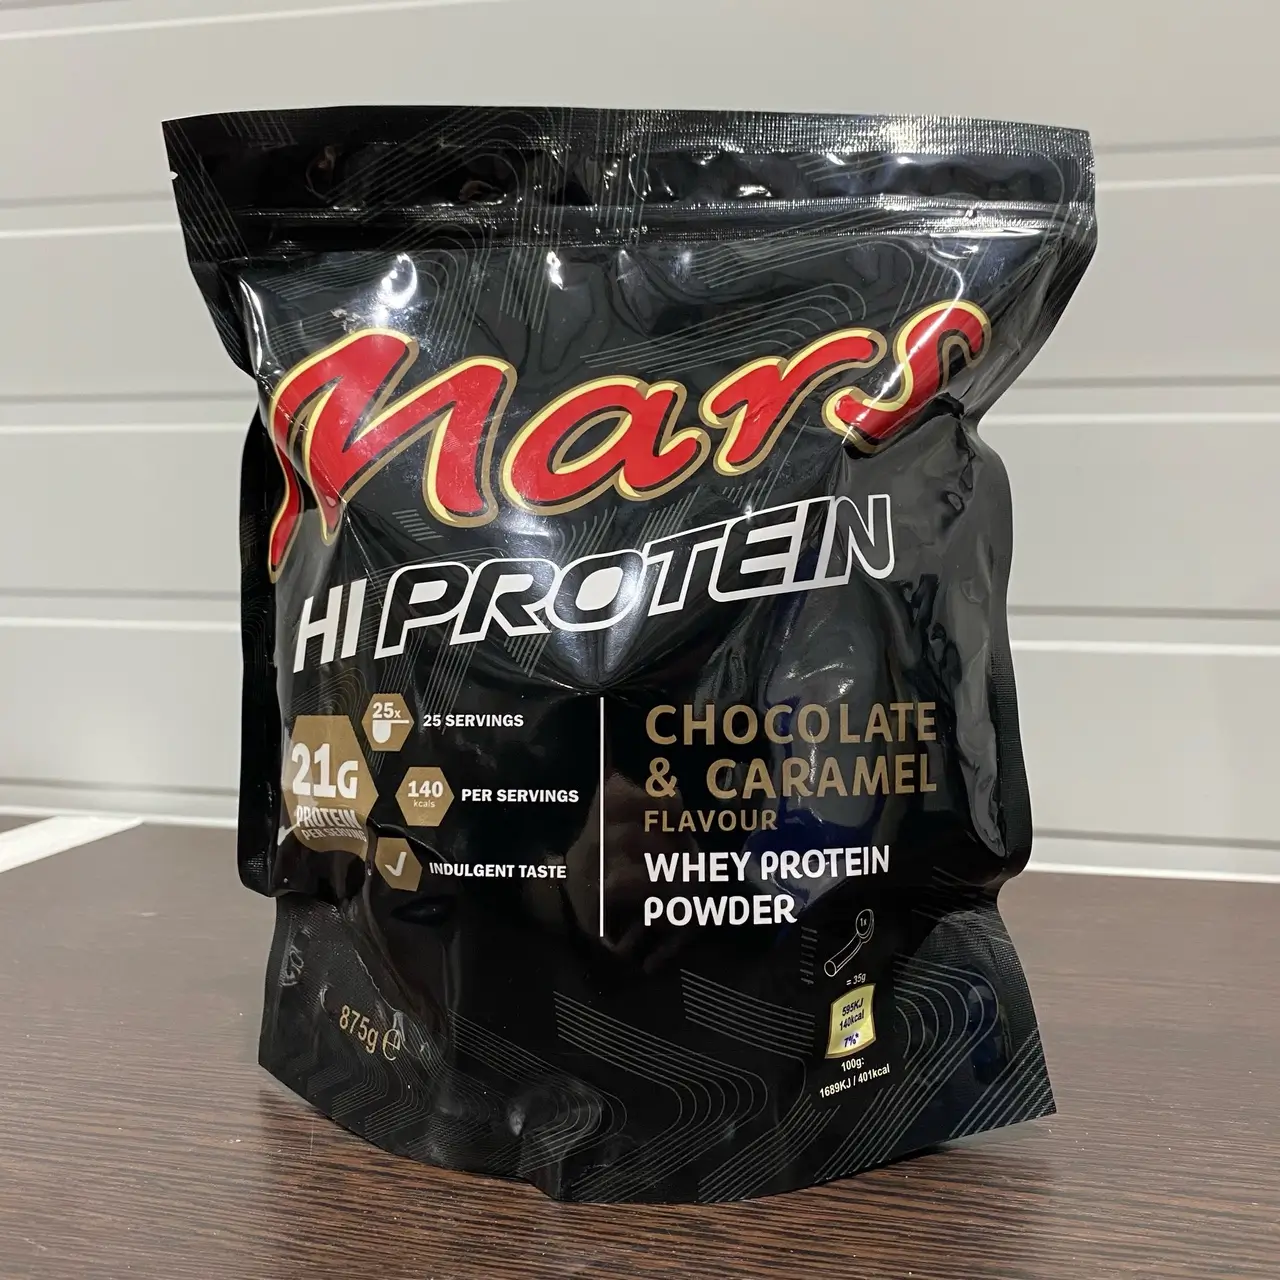 Mars
HI PROTEIN
25x
25 SERVINGS
21G
PROTEIN
PER SERVING
140
kcals
PER SERVINGS
INDULGENT TASTE
CHOCOLATE
& CARAMEL
FLAVOUR
WHEY PROTEIN
POWDER
1x
= 35g
595KJ
140kcal
7%*
100g:
1689KJ / 401kcal
875g ℮